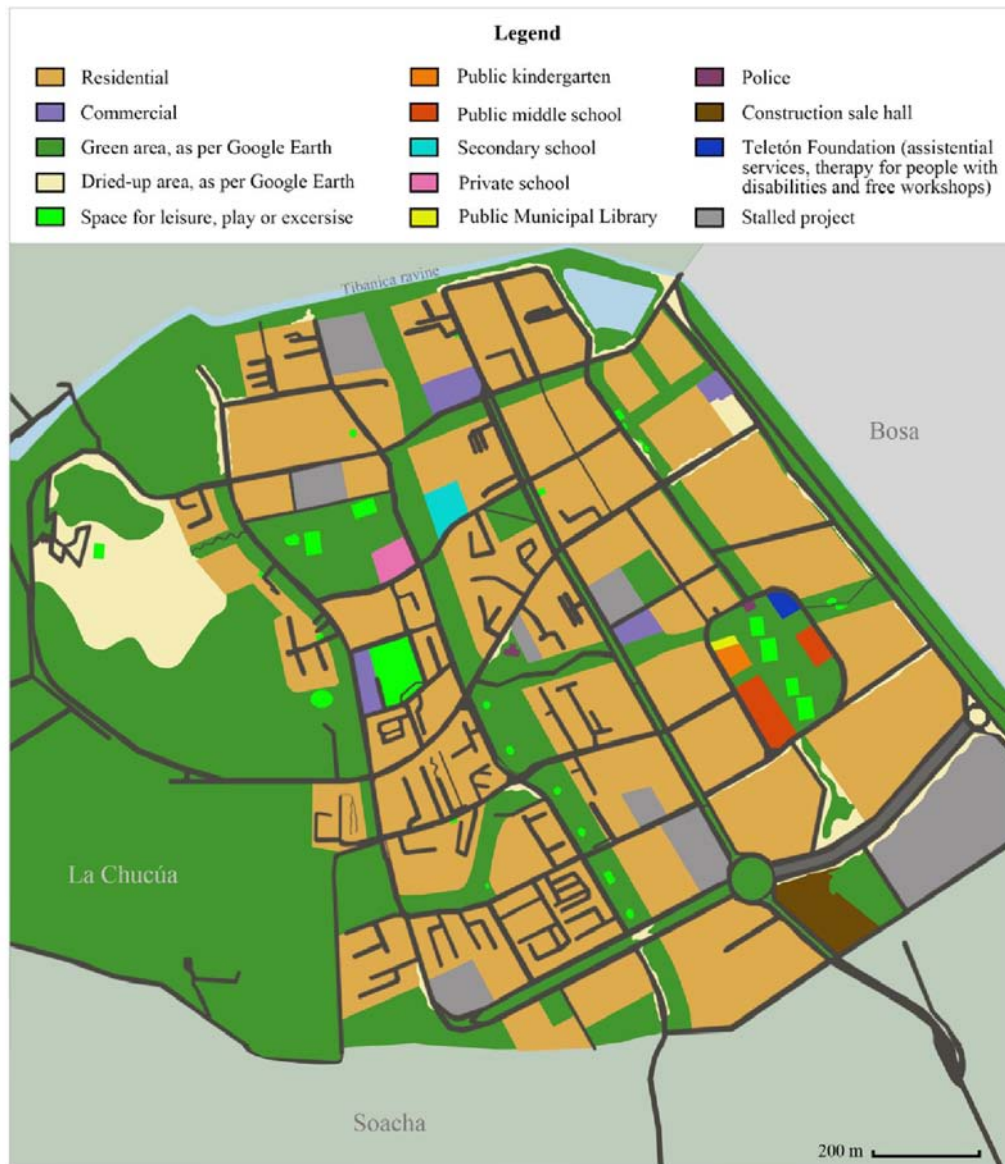 Legend
Residential
Commercial
Green area, as per Google Earth
Dried-up area, as per Google Earth
Space for leisure, play or excersise
Public kindergarten
Public middle school
Secondary school
Private school
Public Municipal Library
Police
Construction sale hall
Teletón Foundation (assistential
services, therapy for people with
disabilities and free workshops)
Stalled project
Tibanica ravine
Bosa
La Chucúa
Soacha
200 m